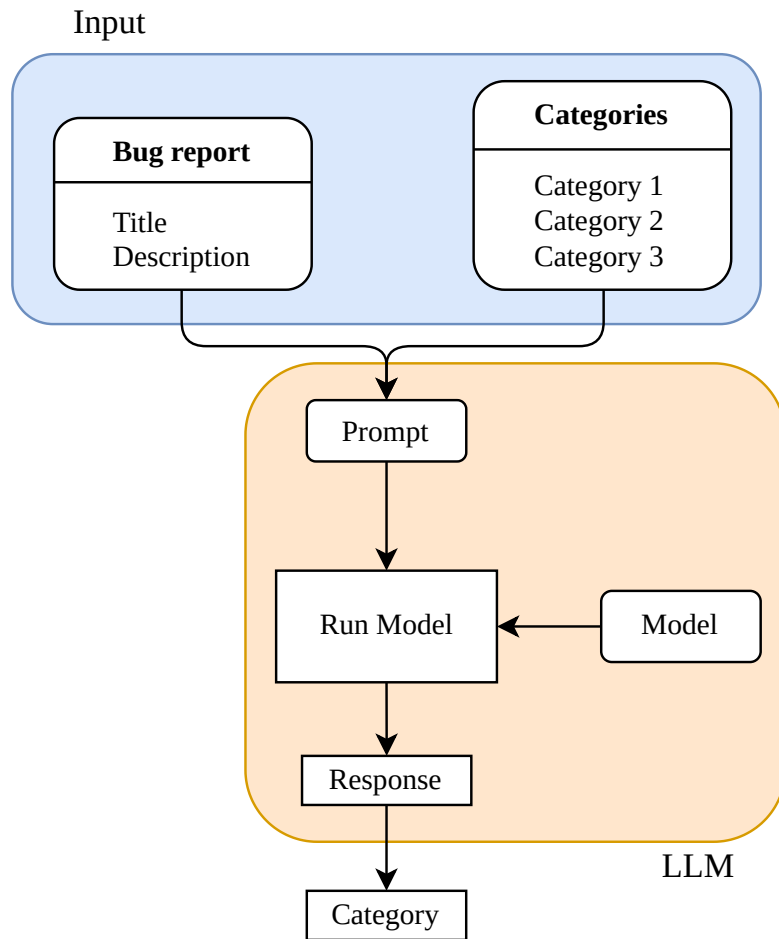 Input
Bug report
Title
Description
Categories
Category 1
Category 2
Category 3
Prompt
Run Model
Model
Response
LLM
Category